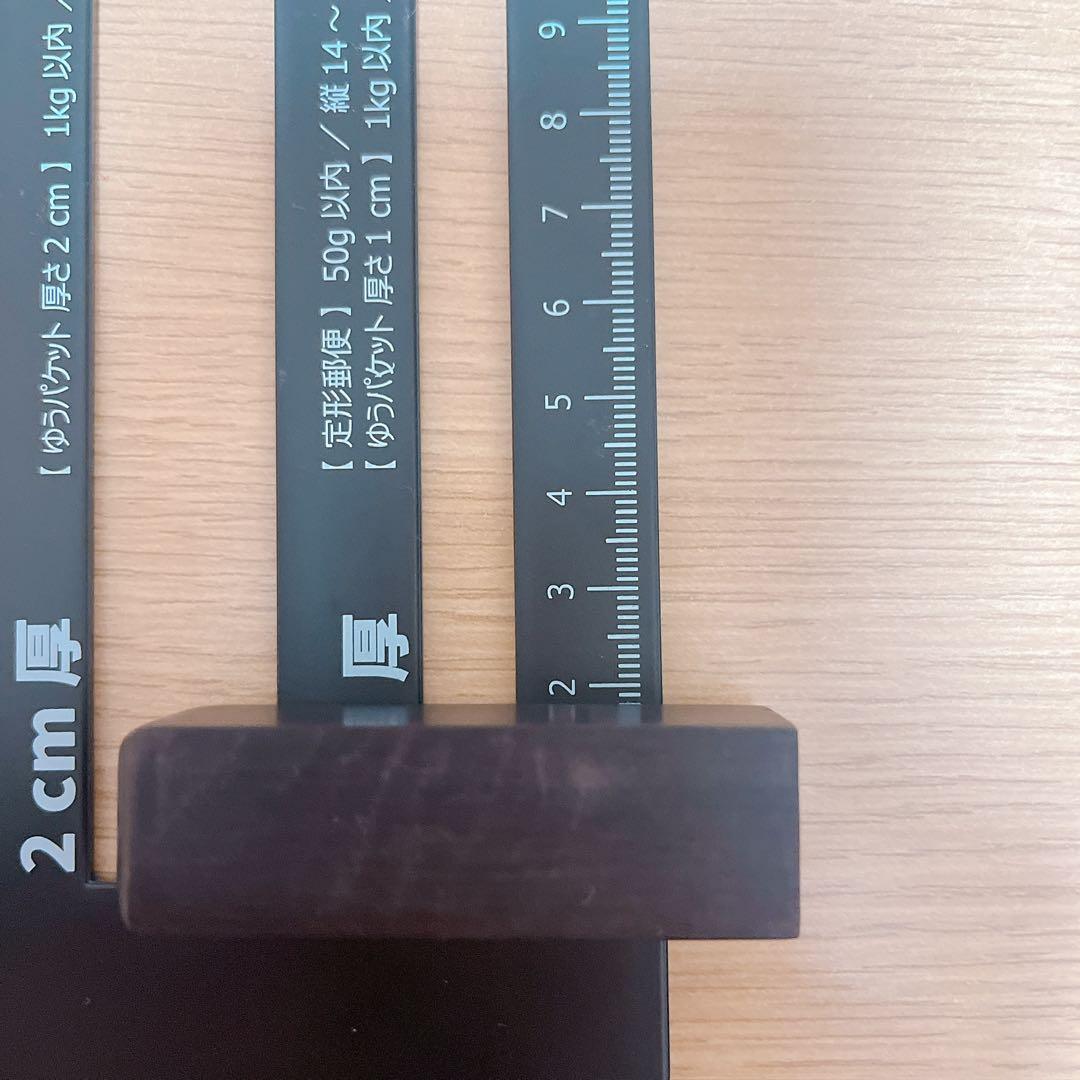 【 ゆうパケット 厚さ 2 cm 】 1kg 以内 /
2 cm 厚
【 定形郵便 】 50g 以内 / 縦 14 ~
【 ゆうパケット 厚さ 1 cm 】 1kg 以内 /
厚
2 3 4 5 6 7 8 9